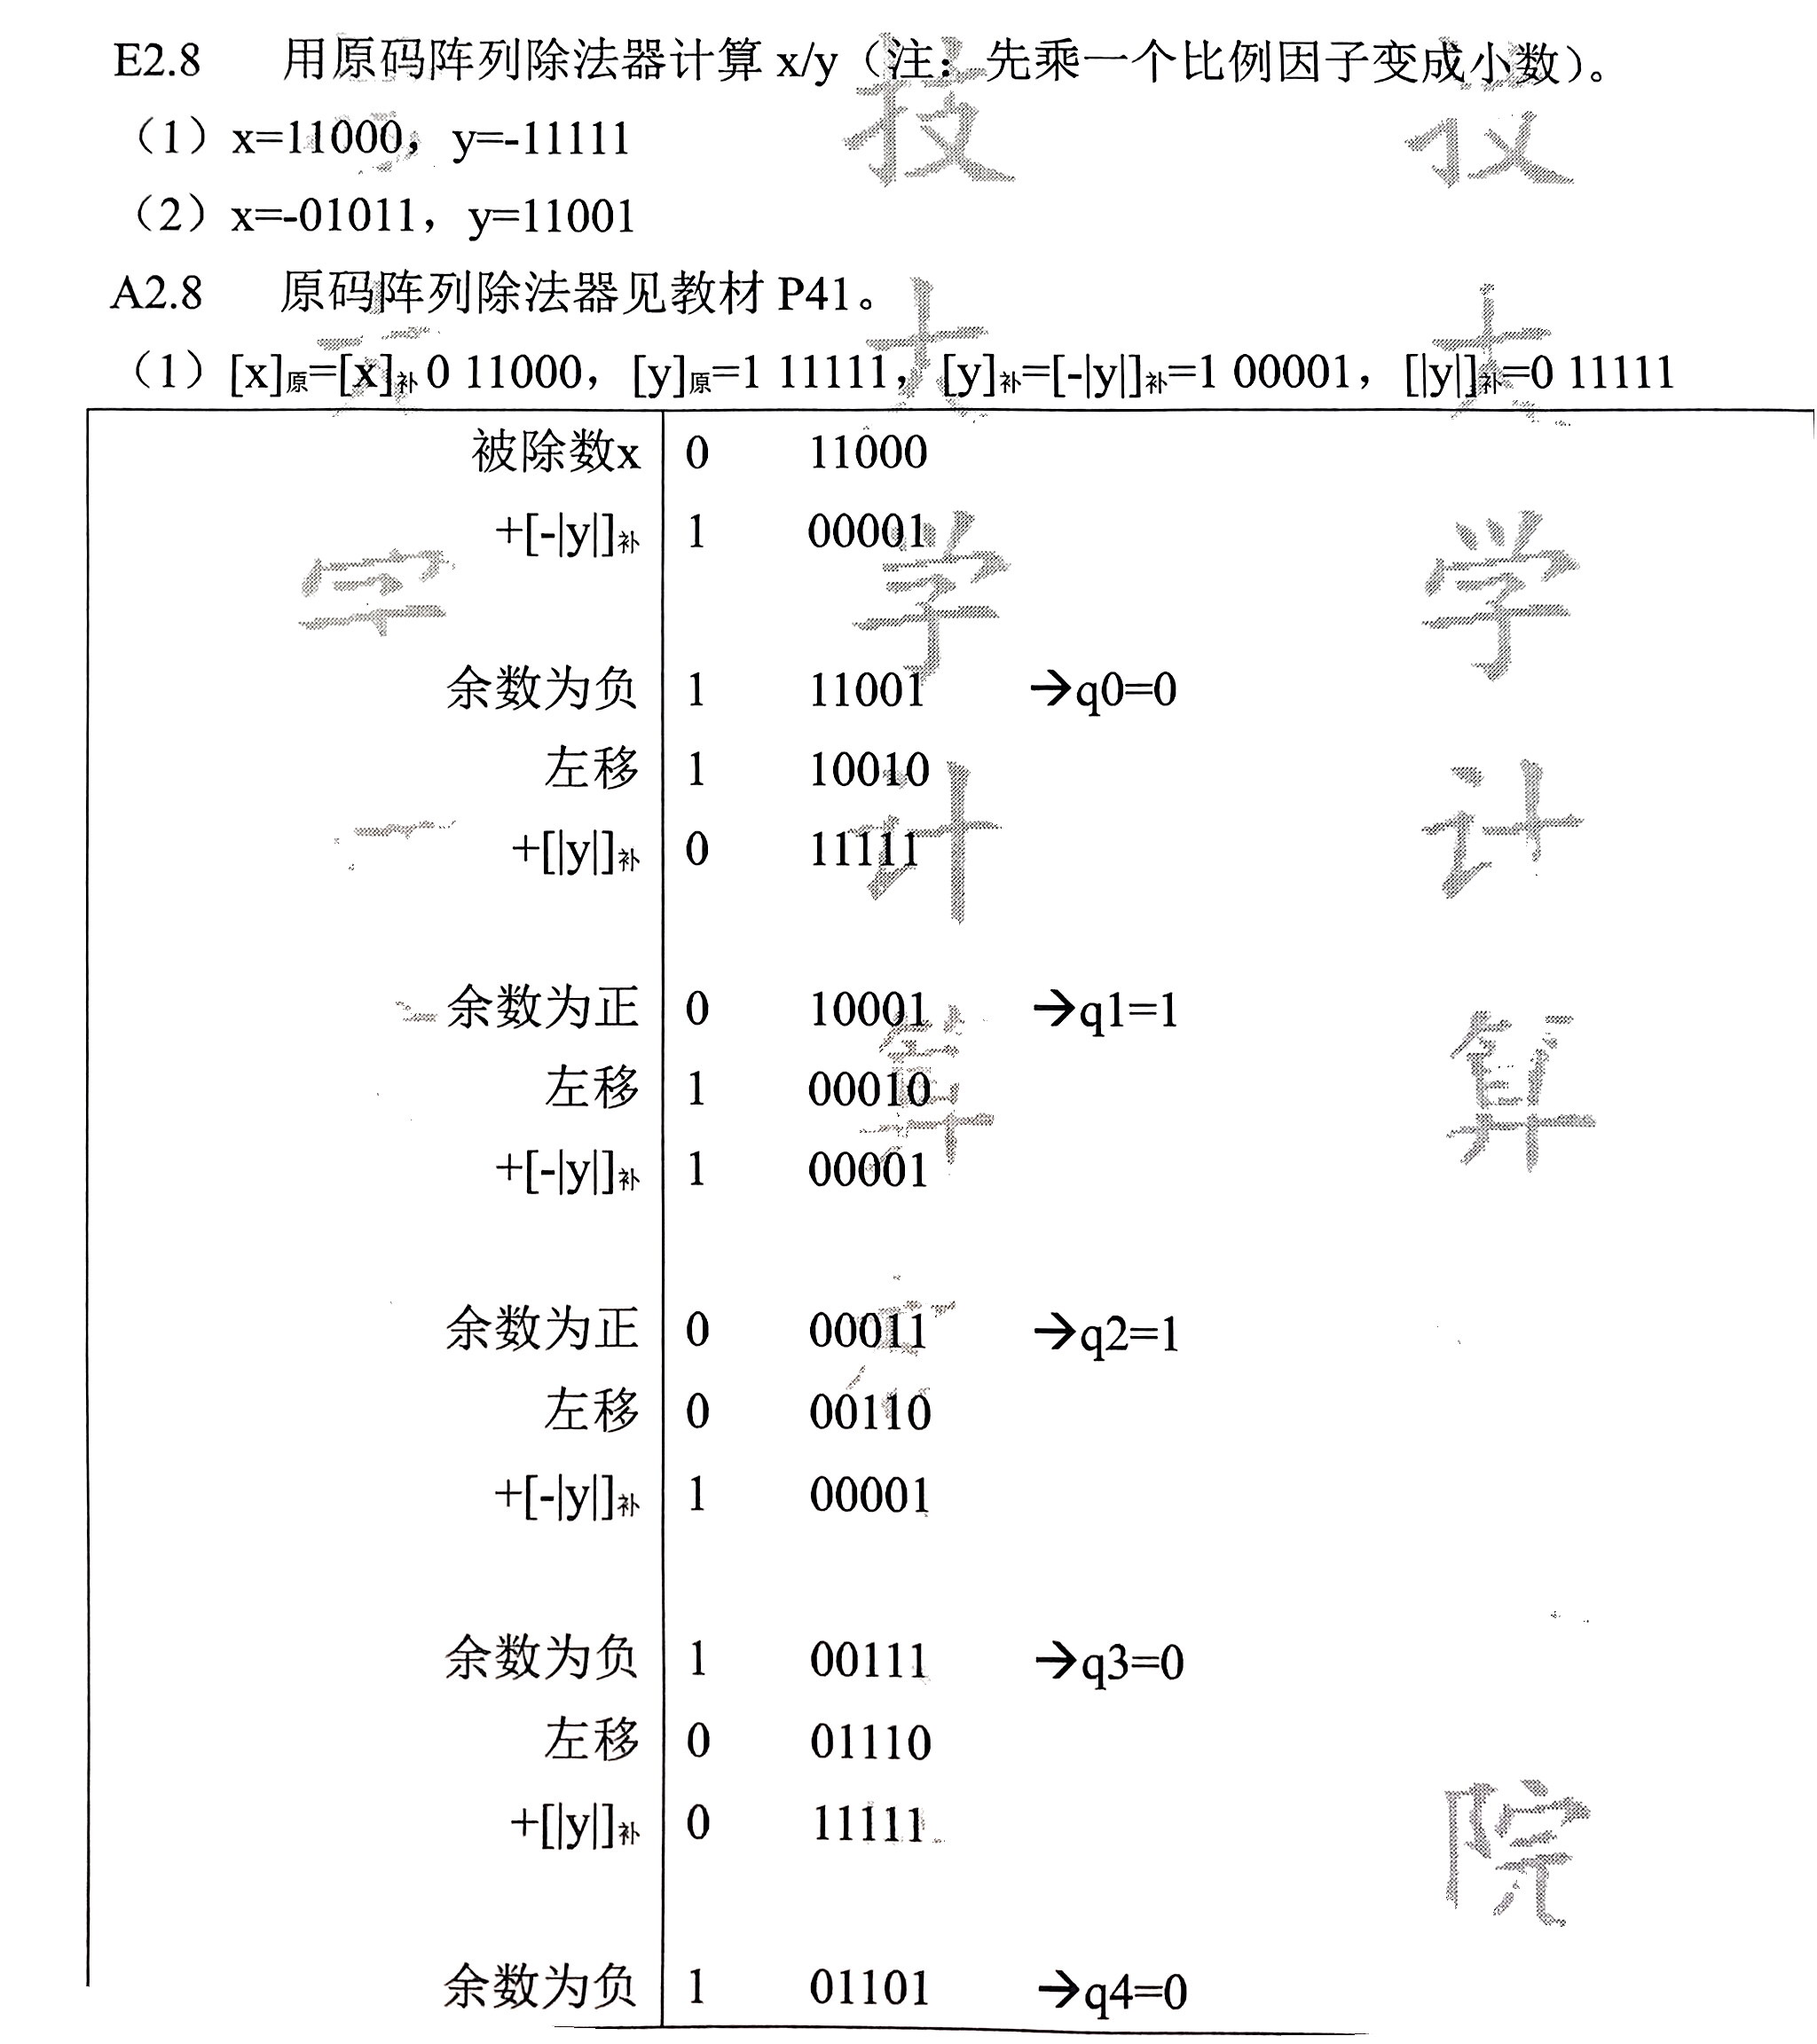 E2.8 用原码阵列除法器计算 x/y（注：先乘一个比例因子变成小数）。
（1）x=11000，y=-11111
（2）x=-01011，y=11001
A2.8 原码阵列除法器见教材 P41。
（1）[x]原=[x]补 0 11000，[y]原=1 11111，[y]补=[-|y|]补=1 00001，[|y|]补=0 11111
被除数x 0 11000
+[-|y|]补 1 00001
余数为负 1 11001 →q0=0
左移 1 10010
+[|y|]补 0 11111
余数为正 0 10001 →q1=1
左移 1 00010
+[-|y|]补 1 00001
余数为正 0 00011 →q2=1
左移 0 00110
+[-|y|]补 1 00001
余数为负 1 00111 →q3=0
左移 0 01110
+[|y|]补 0 11111
余数为负 1 01101 →q4=0
技
技
大
大
学
学
计
计
算
算
院